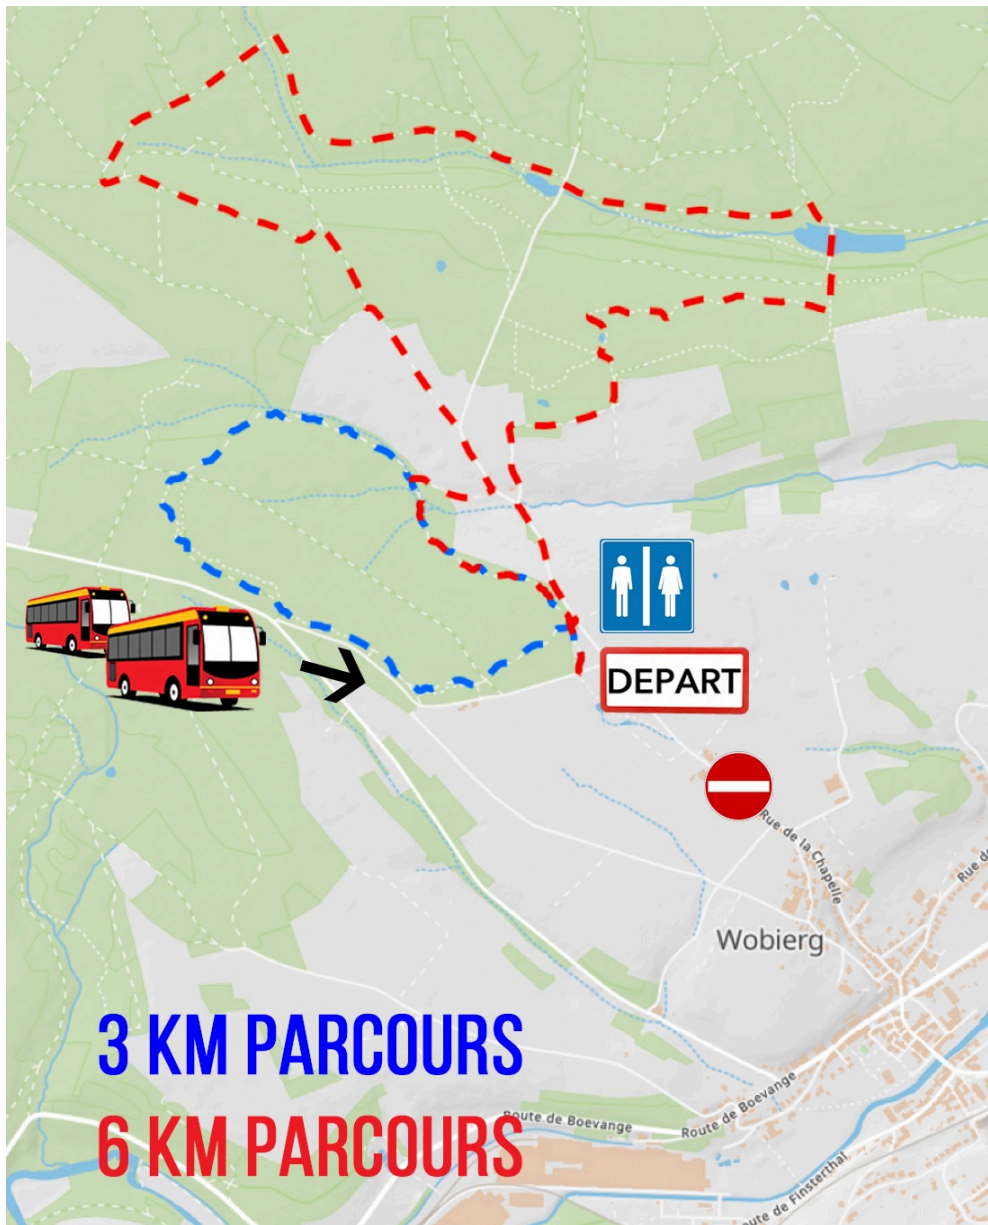 DEPART
Rue de la Chapelle
Rue de
Wobierg
3 KM PARCOURS
6 KM PARCOURS
Route de Boevange
Route de Boevange
ute de Finsterthal